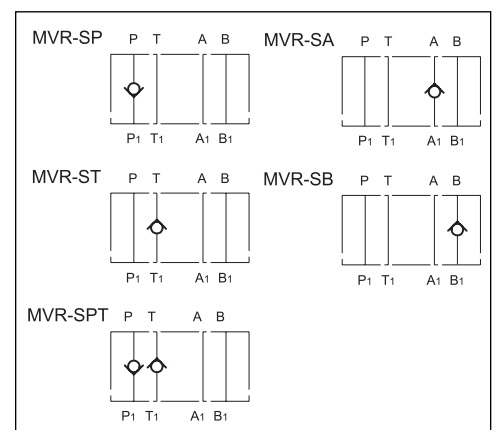 MVR-SP P T A B
P1 T1 A1 B1
MVR-SA P T A B
P1 T1 A1 B1
MVR-ST P T A B
P1 T1 A1 B1
MVR-SB P T A B
P1 T1 A1 B1
MVR-SPT P T A B
P1 T1 A1 B1